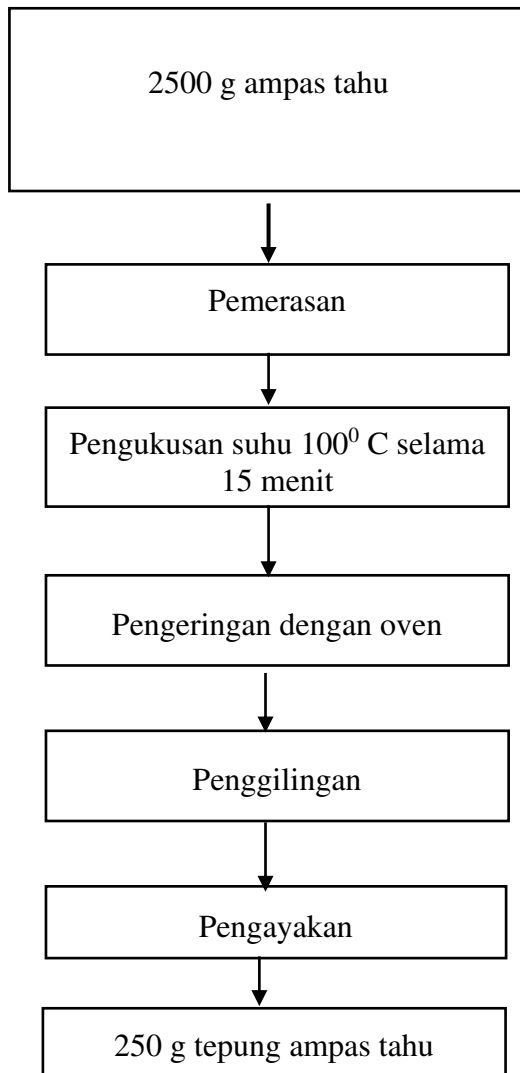 2500 g ampas tahu
Pemerasan
Pengukusan suhu 100⁰ C selama
15 menit
Pengeringan dengan oven
Penggilingan
Pengayakan
250 g tepung ampas tahu